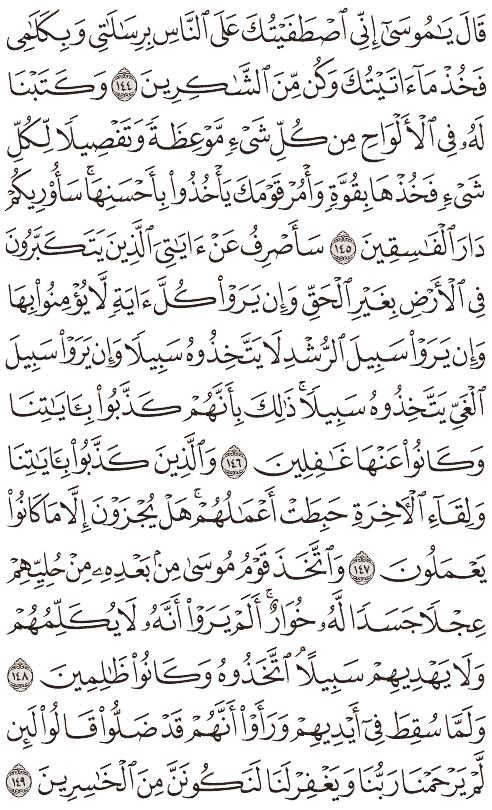 قَالَ يَٰمُوسَىٰٓ إِنِّى ٱصْطَفَيْتُكَ عَلَى ٱلنَّاسِ بِرِسَٰلَٰتِى وَبِكَلَٰمِى
فَخُذْ مَآ ءَاتَيْتُكَ وَكُن مِّنَ ٱلشَّٰكِرِينَ ١٤٤ وَكَتَبْنَا
لَهُۥ فِى ٱلْأَلْوَاحِ مِن كُلِّ شَىْءٍ مَّوْعِظَةً وَتَفْصِيلًا لِّكُلِّ
شَىْءٍ فَخُذْهَا بِقُوَّةٍ وَأْمُرْ قَوْمَكَ يَأْخُذُوا۟ بِأَحْسَنِهَا ۚ سَأُو۟رِيكُمْ
دَارَ ٱلْفَٰسِقِينَ ١٤٥ سَأَصْرِفُ عَنْ ءَايَٰتِىَ ٱلَّذِينَ يَتَكَبَّرُونَ
فِى ٱلْأَرْضِ بِغَيْرِ ٱلْحَقِّ وَإِن يَرَوْا۟ كُلَّ ءَايَةٍ لَّا يُؤْمِنُوا۟ بِهَا
وَإِن يَرَوْا۟ سَبِيلَ ٱلرُّشْدِ لَا يَتَّخِذُوهُ سَبِيلًا وَإِن يَرَوْا۟ سَبِيلَ
ٱلْغَىِّ يَتَّخِذُوهُ سَبِيلًا ۚ ذَٰلِكَ بِأَنَّهُمْ كَذَّبُوا۟ بِـَٔايَٰتِنَا
وَكَانُوا۟ عَنْهَا غَٰفِلِينَ ١٤٦ وَٱلَّذِينَ كَذَّبُوا۟ بِـَٔايَٰتِنَا
وَلِقَآءِ ٱلْـَٔاخِرَةِ حَبِطَتْ أَعْمَٰلُهُمْ ۚ هَلْ يُجْزَوْنَ إِلَّا مَا كَانُوا۟
يَعْمَلُونَ ١٤٧ وَٱتَّخَذَ قَوْمُ مُوسَىٰ مِنۢ بَعْدِهِۦ مِنْ حُلِيِّهِمْ
عِجْلًا جَسَدًا لَّهُۥ خُوَارٌ ۚ أَلَمْ يَرَوْا۟ أَنَّهُۥ لَا يُكَلِّمُهُمْ
وَلَا يَهْدِيهِمْ سَبِيلًا ۘ ٱتَّخَذُوهُ وَكَانُوا۟ ظَٰلِمِينَ ١٤٨
وَلَمَّا سُقِطَ فِىٓ أَيْدِيهِمْ وَرَأَوْا۟ أَنَّهُمْ قَدْ ضَلُّوا۟ قَالُوا۟ لَئِن
لَّمْ يَرْحَمْنَا رَبُّنَا وَيَغْفِرْ لَنَا لَنَكُونَنَّ مِنَ ٱلْخَٰسِرِينَ ١٤٩